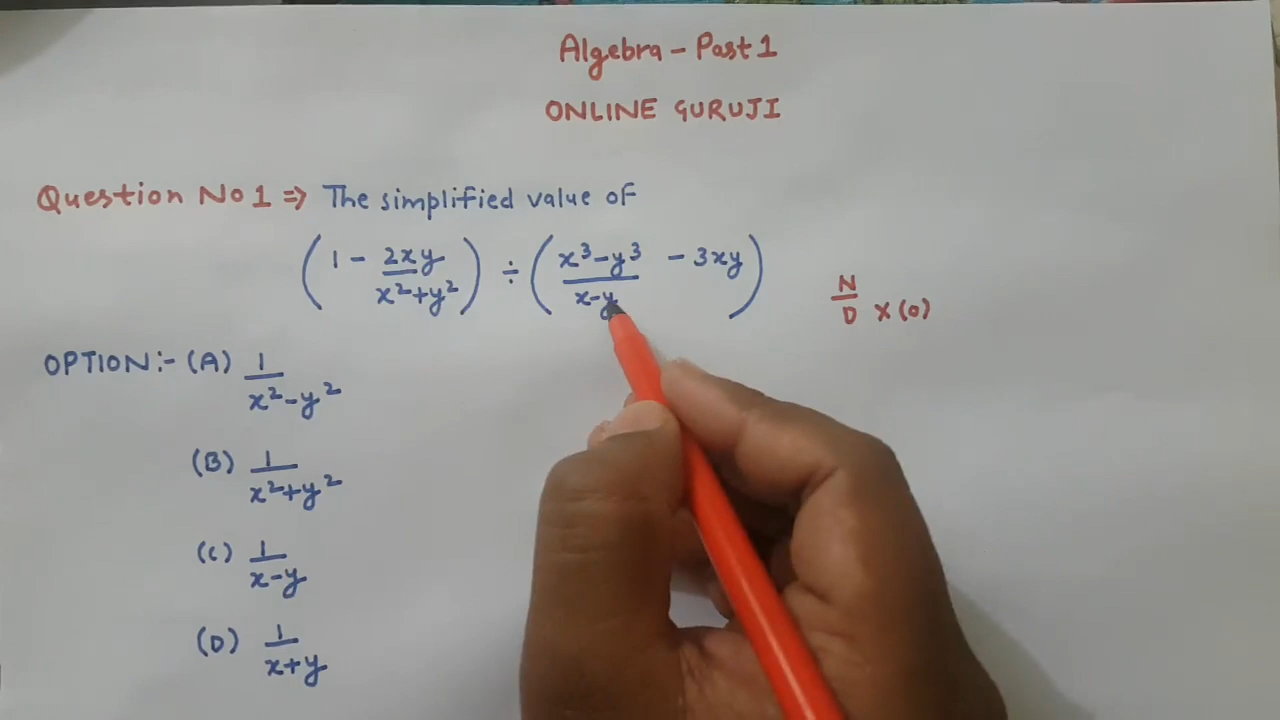 Algebra - Part 1
ONLINE GURUJI
Question No 1 ⇒ The simplified value of
(1 - 2xy/(x²+y²)) ÷ ((x³-y³)/(x-y) - 3xy)
N/D × (0)
OPTION:- (A) 1/(x²-y²)
(B) 1/(x²+y²)
(C) 1/(x-y)
(D) 1/(x+y)